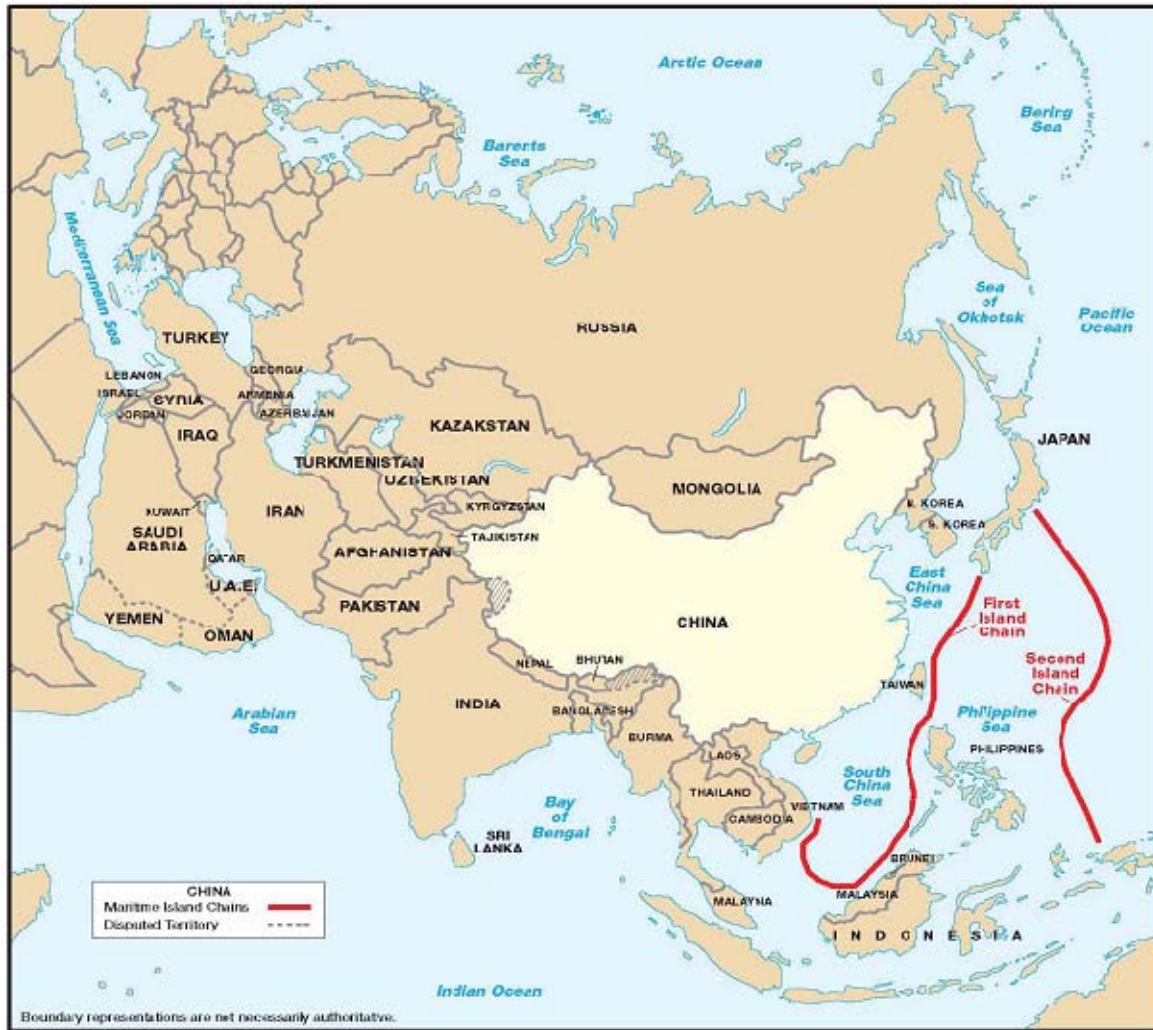 Arctic Ocean
Bering
Sea
Barents
Sea
Mediterranean Sea
Sea
of
Okhotsk
Pacific
Ocean
RUSSIA
TURKEY
LEBANON
GEORGIA
ISRAEL
SYRIA
ARMENIA
JORDAN
AZERBAIJAN
IRAQ
KAZAKSTAN
JAPAN
TURKMENISTAN
UZBEKISTAN
MONGOLIA
KUWAIT
IRAN
KYRGYZSTAN
N. KOREA
S. KOREA
SAUDI
ARABIA
TAJIKISTAN
QATAR
AFGHANISTAN
U.A.E.
East
China
Sea
PAKISTAN
First
Island
Chain
YEMEN
OMAN
CHINA
Second
Island
Chain
NEPAL
BHUTAN
TAIWAN
INDIA
BANGLADESH
Arabian
Sea
Philippine
Sea
BURMA
PHILIPPINES
LAOS
South
China
Sea
THAILAND
VIETNAM
Bay
of
Bengal
CAMBODIA
SRI
LANKA
BRUNEI
MALAYSIA
MALAYSIA
INDONESIA
CHINA
Maritime Island Chains
Disputed Territory
Indian Ocean
Boundary representations are not necessarily authoritative.